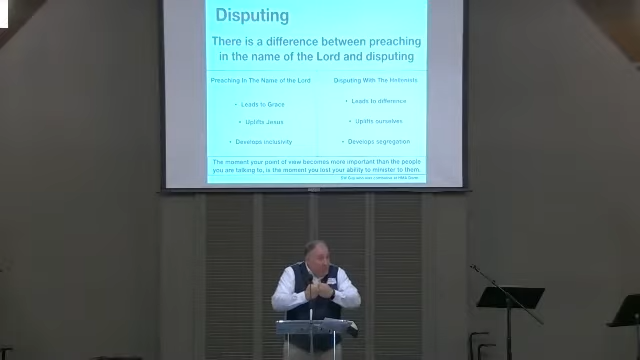 Disputing
There is a difference between preaching
in the name of the Lord and disputing
Preaching In The Name of the Lord
Disputing With The Hellenists
• Leads to Grace
• Leads to difference
• Uplifts Jesus
• Uplifts ourselves
• Develops inclusivity
• Develops segregation
The moment your point of view becomes more important than the people
you are talking to, is the moment you lost your ability to minister to them.